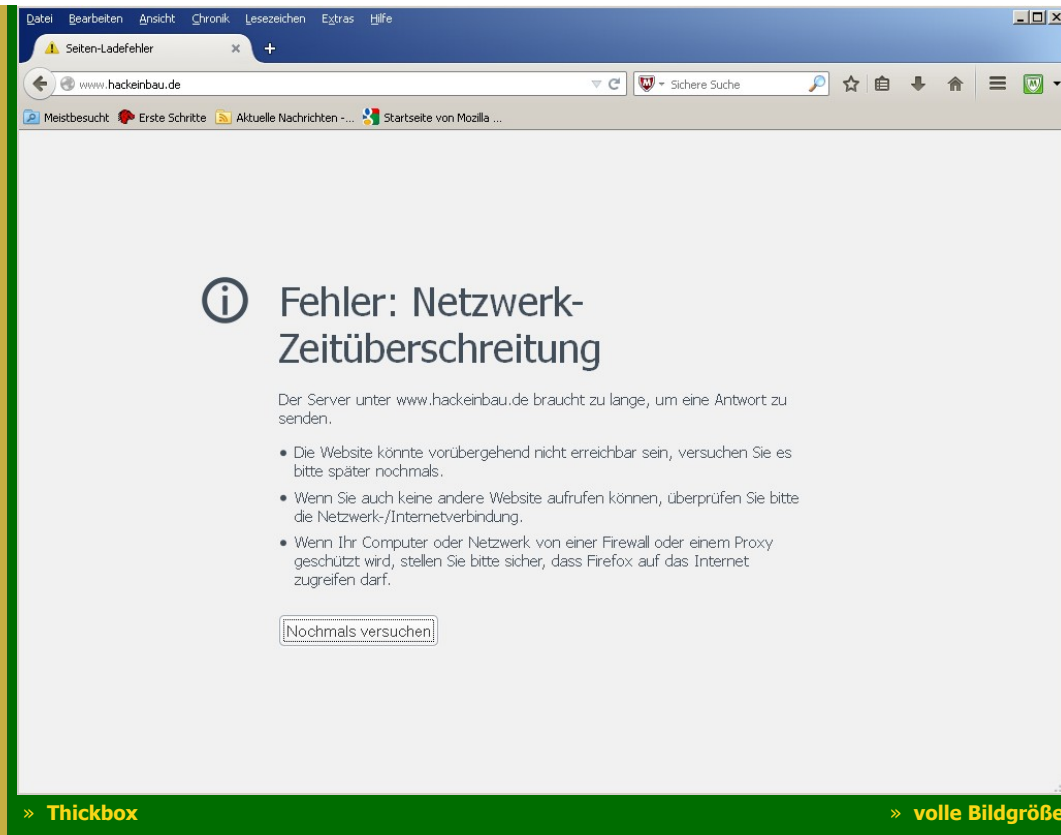 Datei Bearbeiten Ansicht Chronik Lesezeichen Extras Hilfe
Seiten-Ladefehler
www.hackeinbau.de
Sichere Suche
Meistbesucht Erste Schritte Aktuelle Nachrichten -... Startseite von Mozilla ...
Fehler: Netzwerk-
Zeitüberschreitung
Der Server unter www.hackeinbau.de braucht zu lange, um eine Antwort zu
senden.
• Die Website könnte vorübergehend nicht erreichbar sein, versuchen Sie es
bitte später nochmals.
• Wenn Sie auch keine andere Website aufrufen können, überprüfen Sie bitte
die Netzwerk-/Internetverbindung.
• Wenn Ihr Computer oder Netzwerk von einer Firewall oder einem Proxy
geschützt wird, stellen Sie bitte sicher, dass Firefox auf das Internet
zugreifen darf.
Nochmals versuchen
» Thickbox » volle Bildgröße